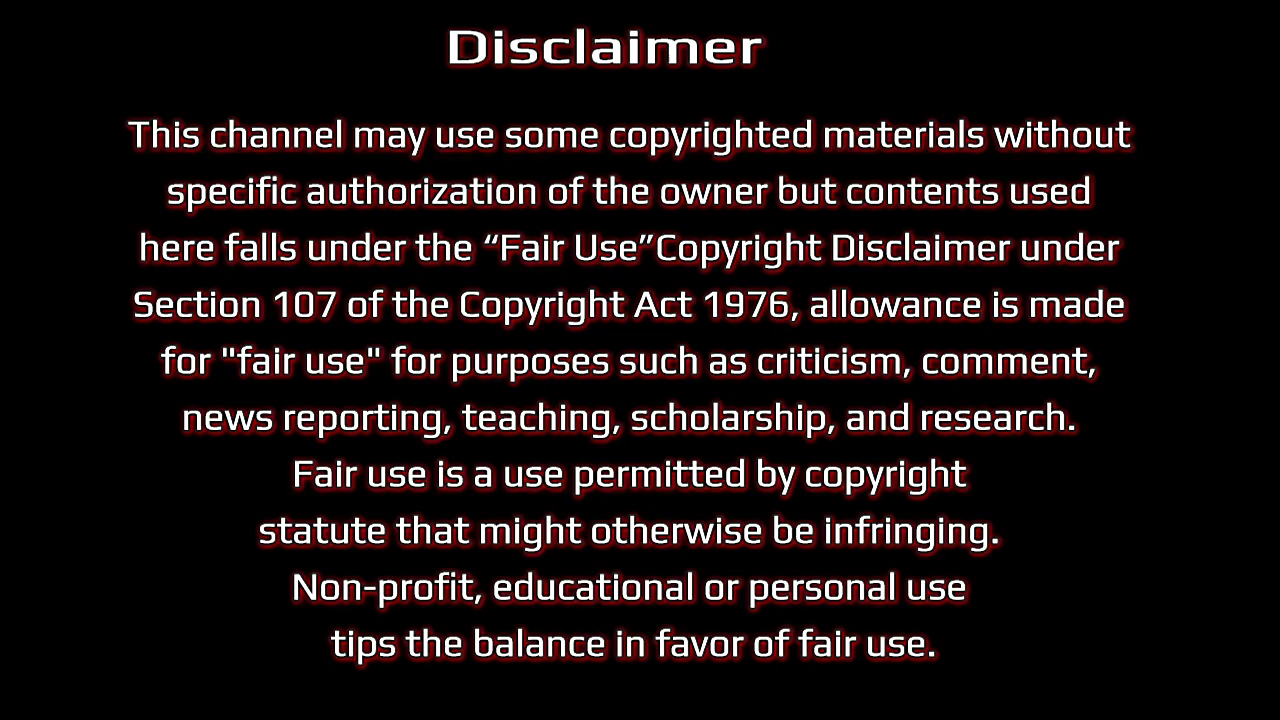 Disclaimer
This channel may use some copyrighted materials without
specific authorization of the owner but contents used
here falls under the “Fair Use”Copyright Disclaimer under
Section 107 of the Copyright Act 1976, allowance is made
for "fair use" for purposes such as criticism, comment,
news reporting, teaching, scholarship, and research.
Fair use is a use permitted by copyright
statute that might otherwise be infringing.
Non-profit, educational or personal use
tips the balance in favor of fair use.